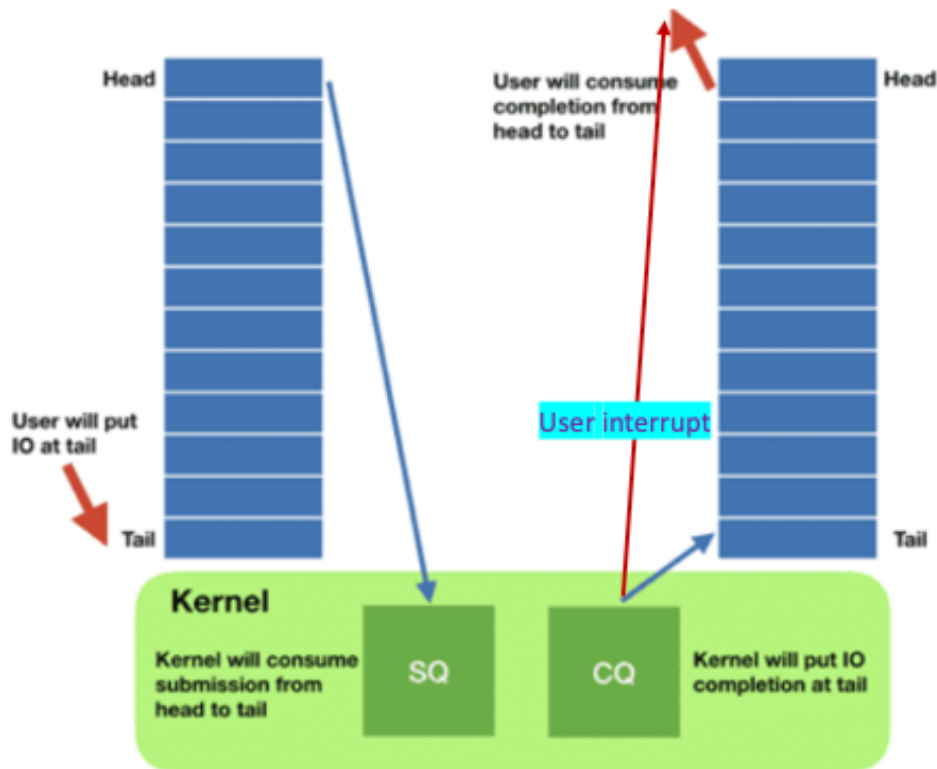 Head
User will consume
completion from
head to tail
Head
User interrupt
User will put
IO at tail
Tail
Tail
Kernel
Kernel will consume
submission from
head to tail
SQ
CQ
Kernel will put IO
completion at tail